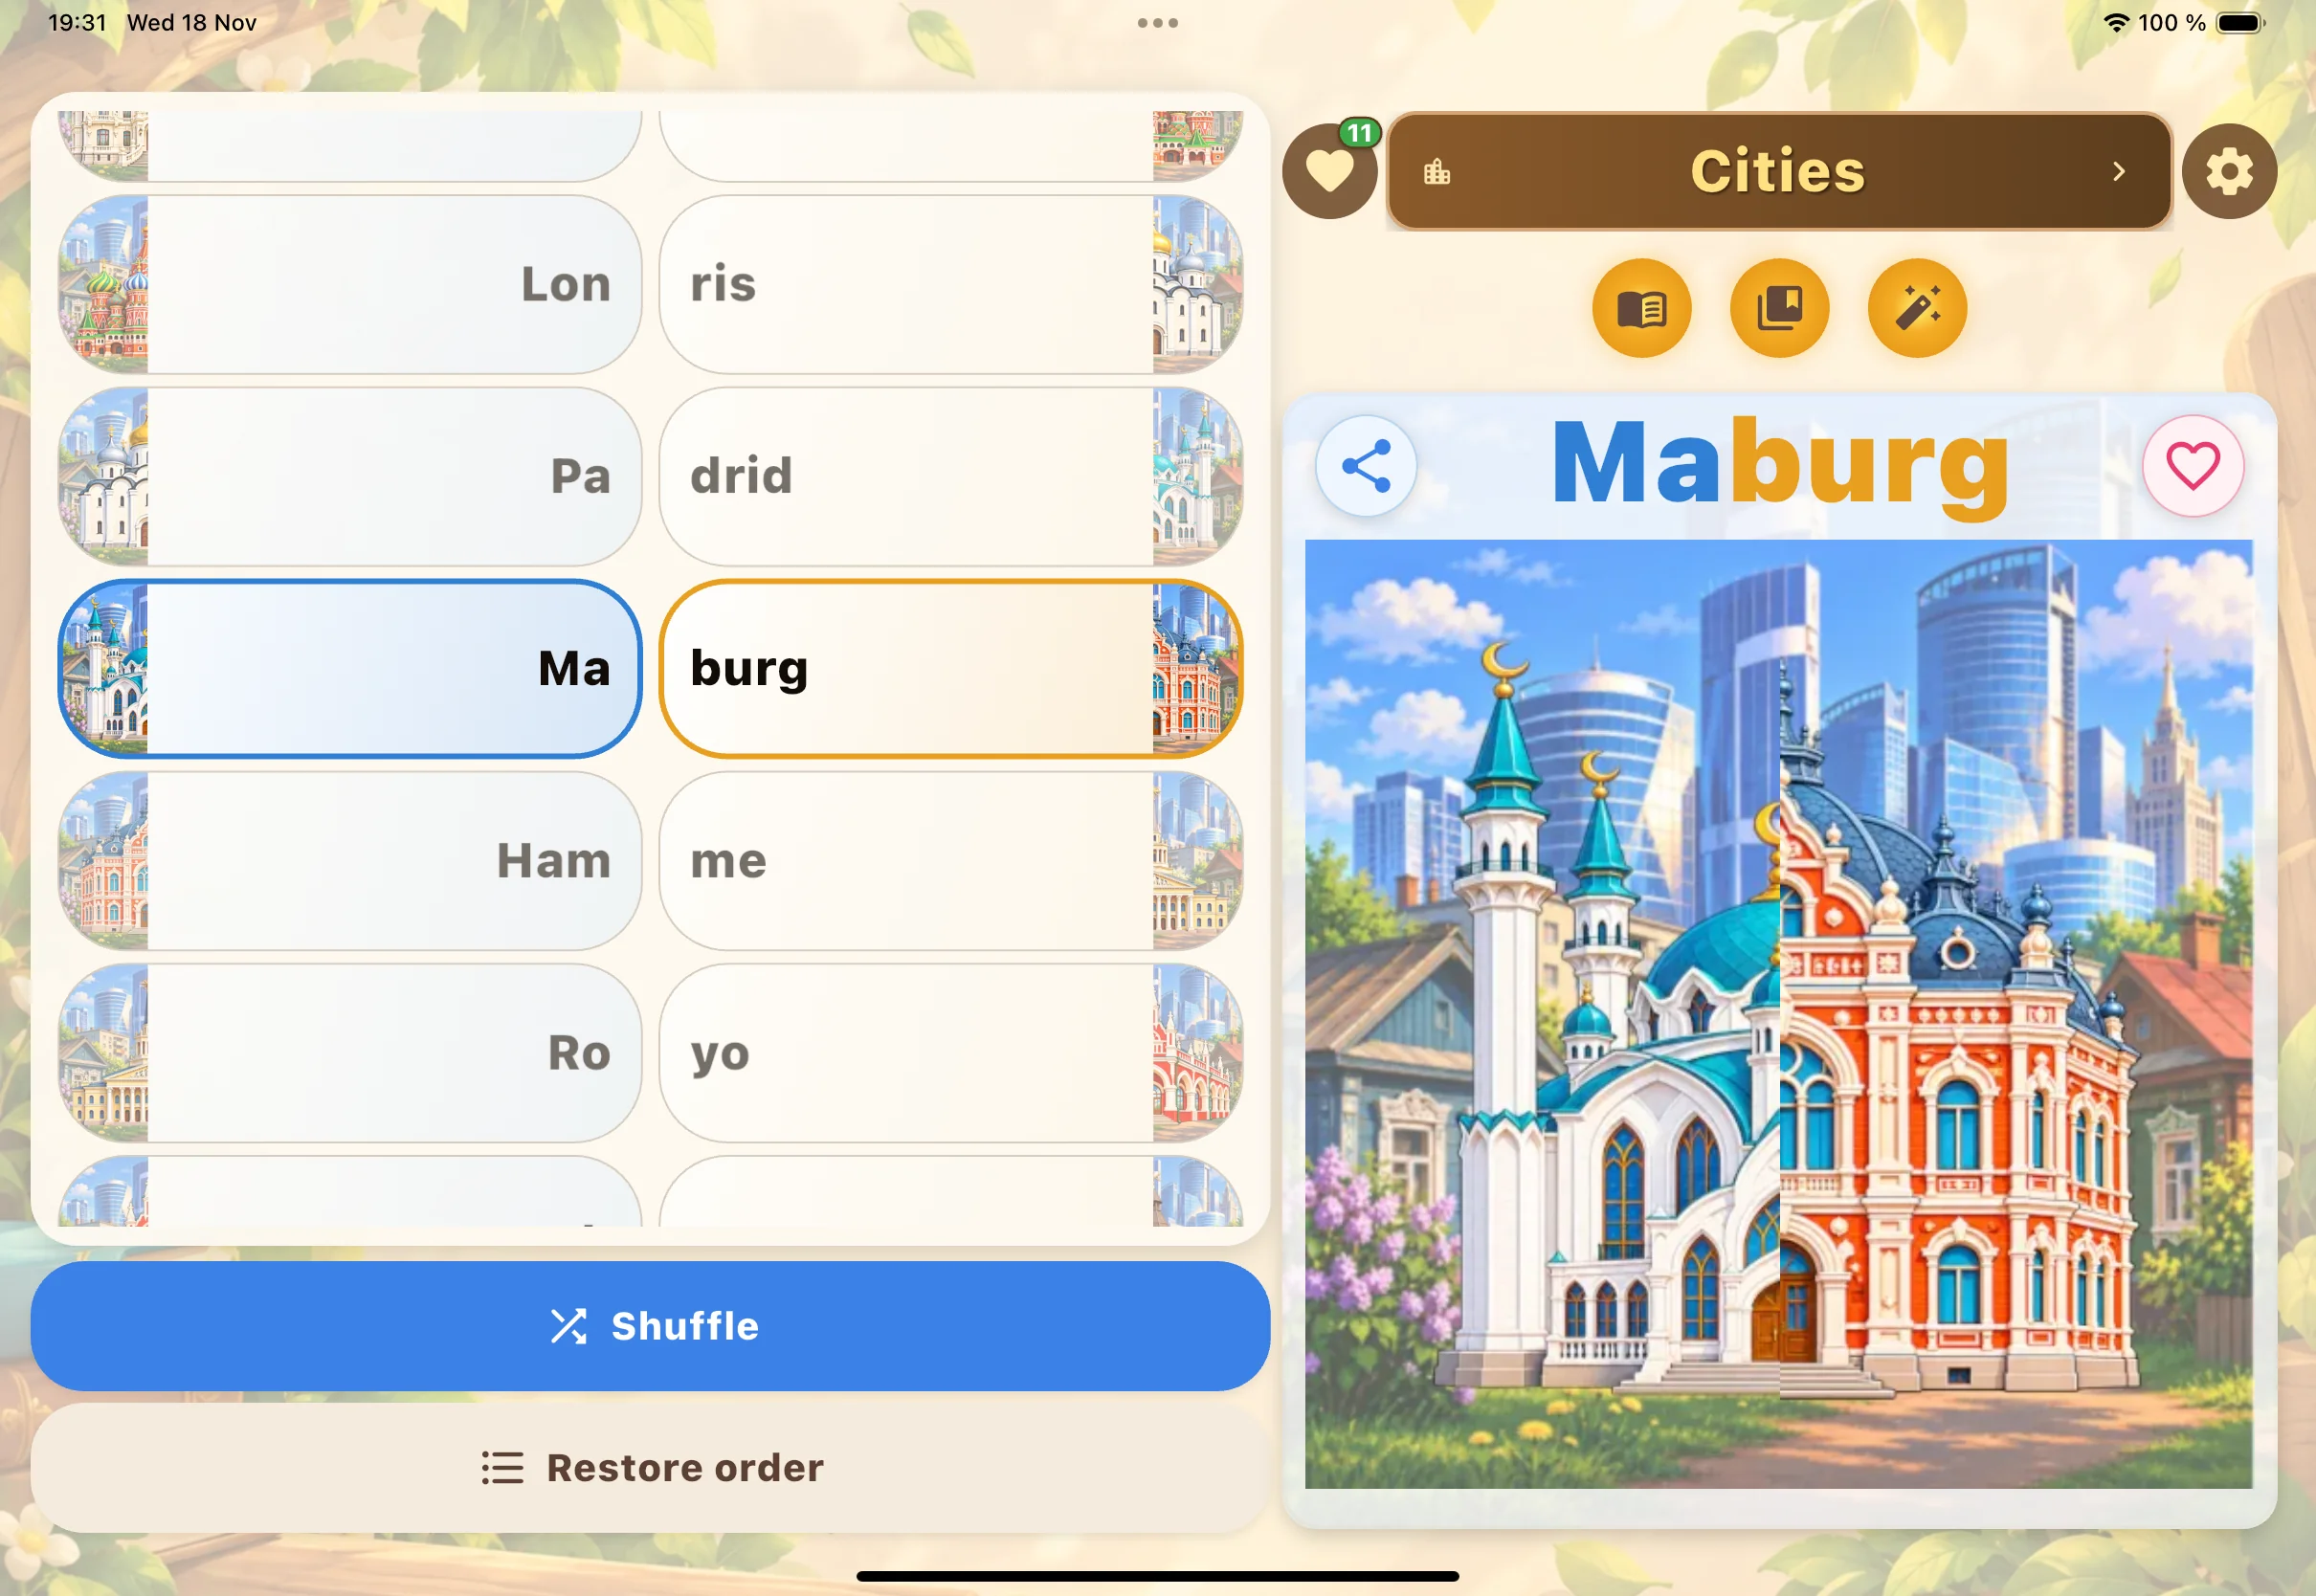 19:31 Wed 18 Nov
100 %
Lon ris
Pa drid
Ma burg
Ham me
Ro yo
Shuffle
Restore order
11
Cities
Maburg